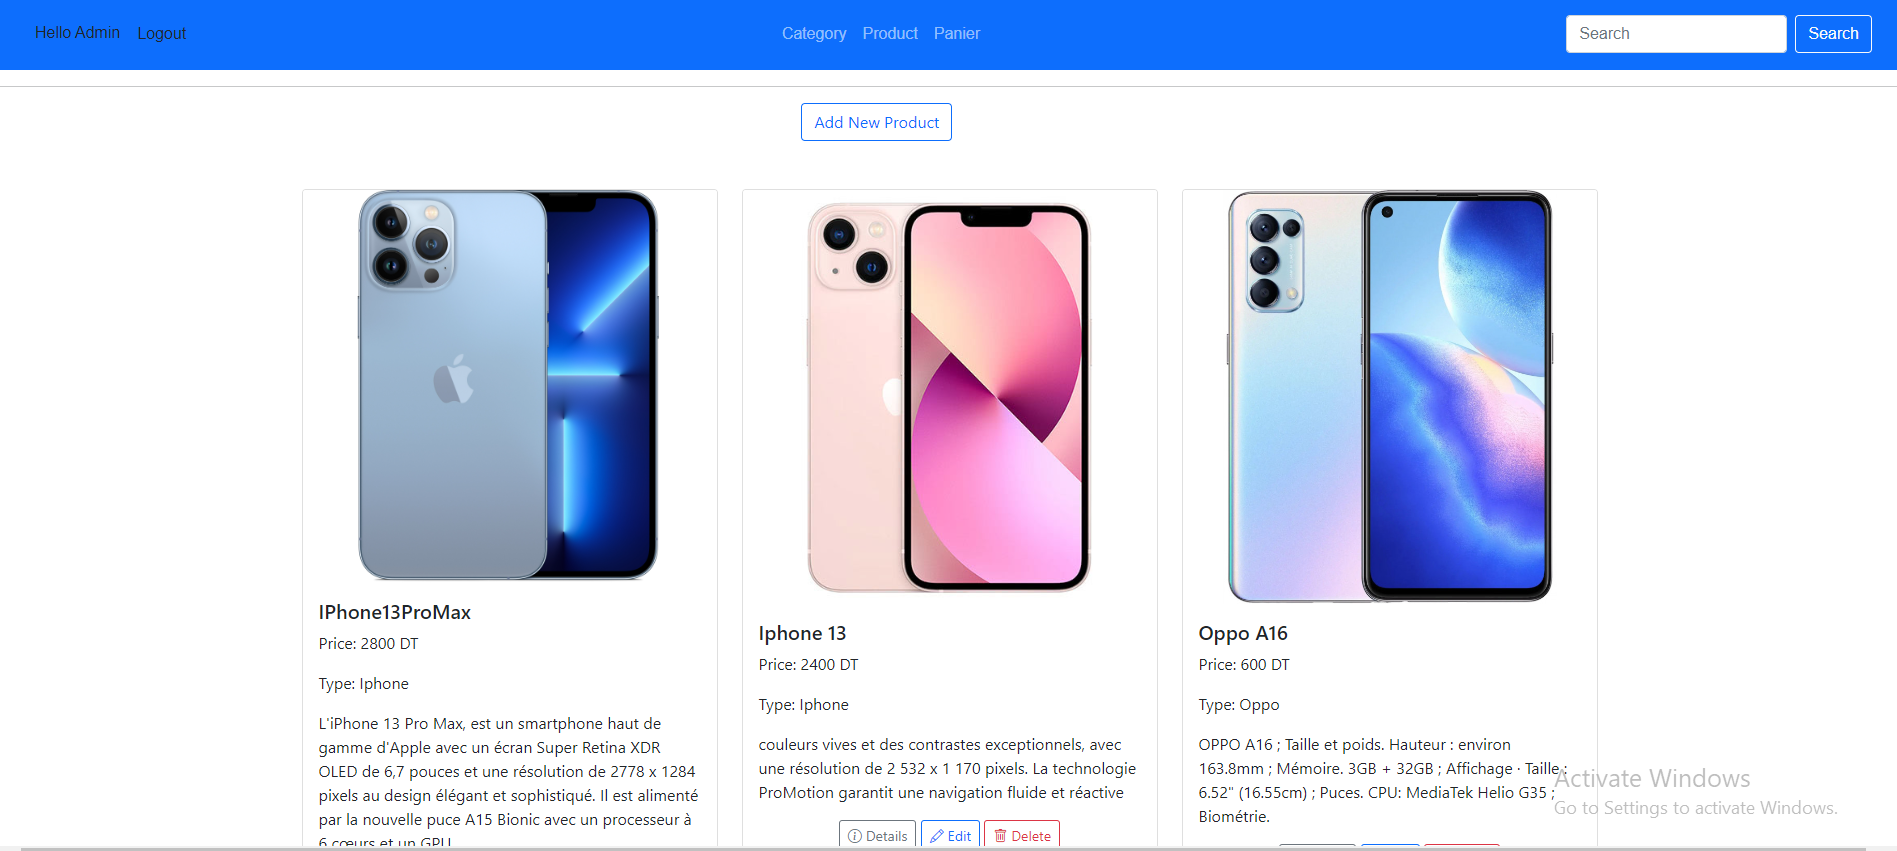 Hello Admin Logout Category Product Panier Search Search
Add New Product
IPhone13ProMax
Price: 2800 DT
Type: Iphone
L'iPhone 13 Pro Max, est un smartphone haut de
gamme d'Apple avec un écran Super Retina XDR
OLED de 6,7 pouces et une résolution de 2778 x 1284
pixels au design élégant et sophistiqué. Il est alimenté
par la nouvelle puce A15 Bionic avec un processeur à
6 cœurs et un GPU
Iphone 13
Price: 2400 DT
Type: Iphone
couleurs vives et des contrastes exceptionnels, avec
une résolution de 2 532 x 1 170 pixels. La technologie
ProMotion garantit une navigation fluide et réactive
Details Edit Delete
Oppo A16
Price: 600 DT
Type: Oppo
OPPO A16 ; Taille et poids. Hauteur : environ
163.8mm ; Mémoire. 3GB + 32GB ; Affichage · Taille :
6.52" (16.55cm) ; Puces. CPU: MediaTek Helio G35 ;
Biométrie.
Activate Windows
Go to Settings to activate Windows.